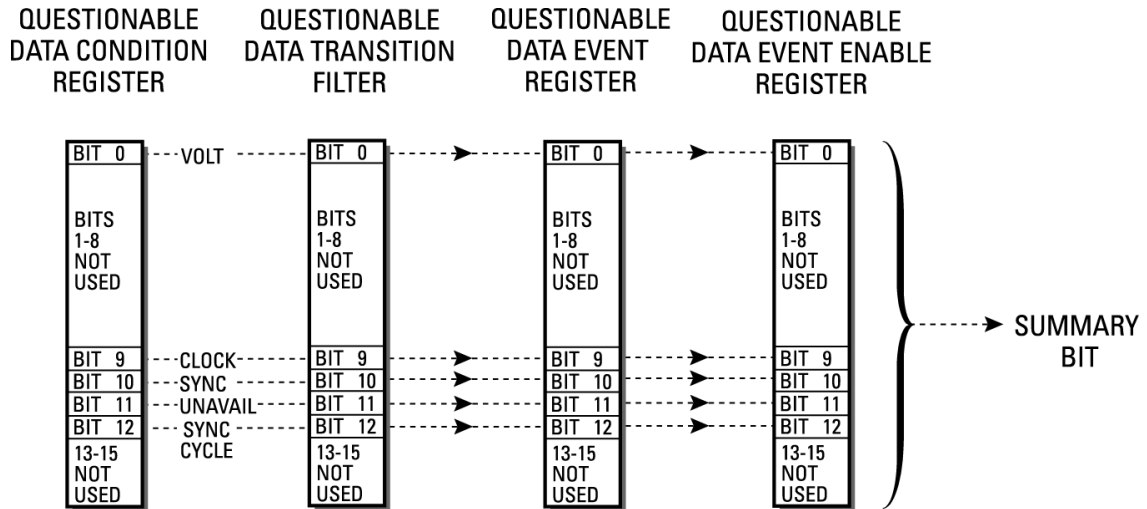 QUESTIONABLE
DATA CONDITION
REGISTER
QUESTIONABLE
DATA TRANSITION
FILTER
QUESTIONABLE
DATA EVENT
REGISTER
QUESTIONABLE
DATA EVENT ENABLE
REGISTER
BIT 0
VOLT
BIT 0
BIT 0
BIT 0
BITS
1-8
NOT
USED
BITS
1-8
NOT
USED
BITS
1-8
NOT
USED
BITS
1-8
NOT
USED
SUMMARY
BIT
BIT 9
CLOCK
BIT 9
BIT 9
BIT 9
BIT 10
SYNC
BIT 10
BIT 10
BIT 10
BIT 11
UNAVAIL
BIT 11
BIT 11
BIT 11
BIT 12
SYNC
CYCLE
BIT 12
BIT 12
BIT 12
13-15
NOT
USED
13-15
NOT
USED
13-15
NOT
USED
13-15
NOT
USED